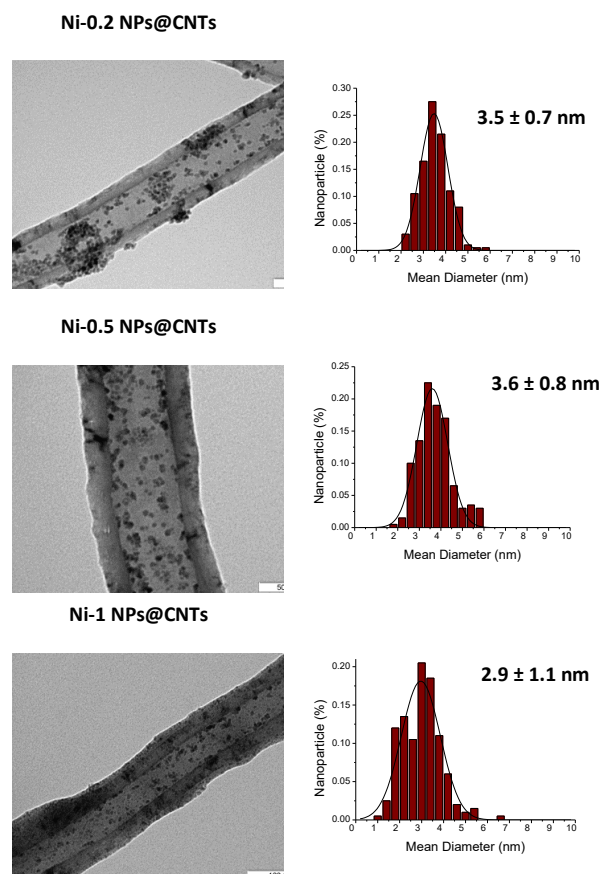 Ni-0.2 NPs@CNTs
3.5 ± 0.7 nm
Nanoparticle (%)
0.30
0.25
0.20
0.15
0.10
0.05
0.00
0 1 2 3 4 5 6 7 8 9 10
Mean Diameter (nm)
Ni-0.5 NPs@CNTs
3.6 ± 0.8 nm
Nanoparticle (%)
0.25
0.20
0.15
0.10
0.05
0.00
0 1 2 3 4 5 6 7 8 9 10
Mean Diameter (nm)
50
Ni-1 NPs@CNTs
2.9 ± 1.1 nm
Nanoparticle (%)
0.20
0.15
0.10
0.05
0.00
0 1 2 3 4 5 6 7 8 9 10
Mean Diameter (nm)